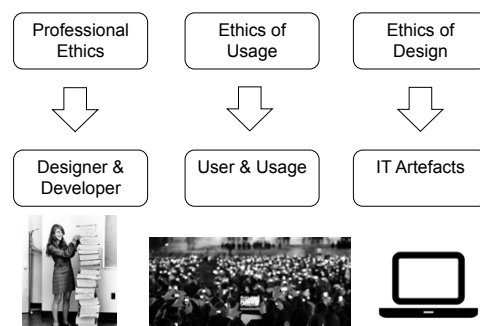 Professional
Ethics
Ethics of
Usage
Ethics of
Design
Designer &
Developer
User & Usage
IT Artefacts